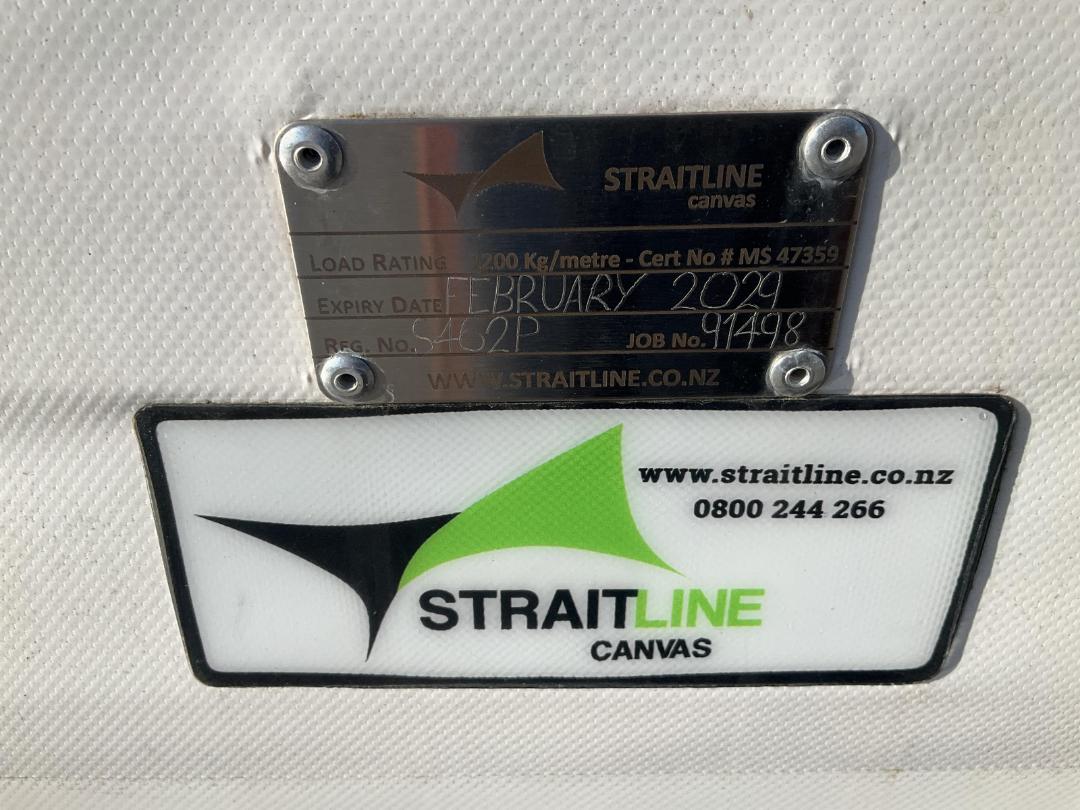 STRAITLINE
canvas
LOAD RATING 200 Kg/metre - Cert No # MS 47359
EXPIRY DATE FEBRUARY 2029
REG. NO. S462P JOB No. 91498
WWW.STRAITLINE.CO.NZ
www.straitline.co.nz
0800 244 266
STRAITLINE
CANVAS